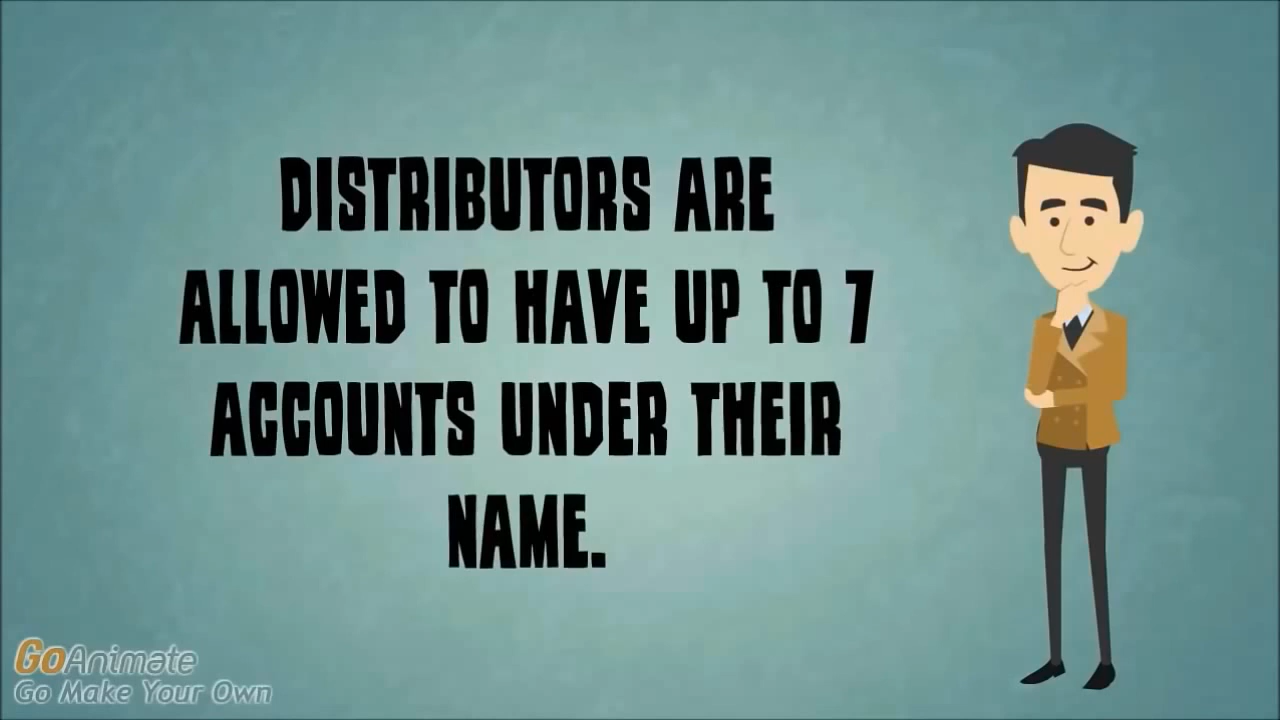 DISTRIBUTORS ARE
ALLOWED TO HAVE UP TO 7
ACCOUNTS UNDER THEIR
NAME.
GoAnimate
Go Make Your Own